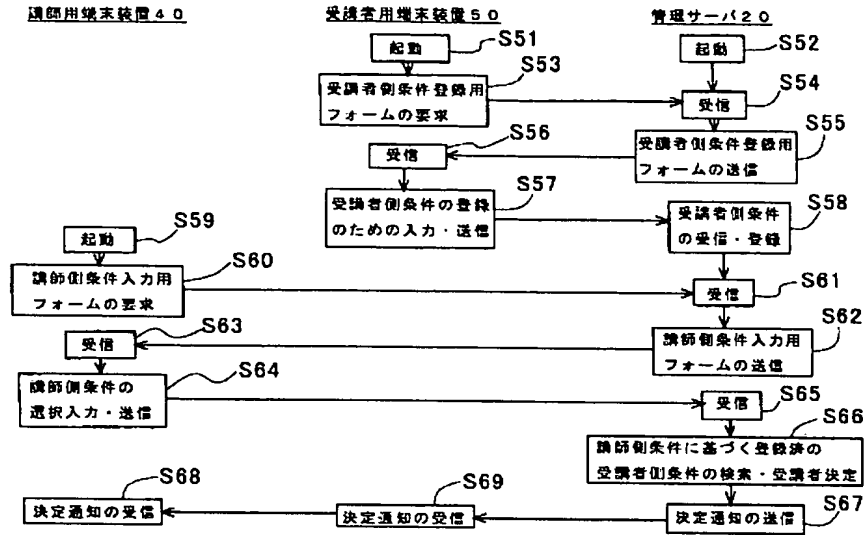 講師用端末装置40
受講者用端末装置50
管理サーバ20
起動
S51
起動
S52
受講者側条件登録用
フォームの要求
S53
受信
S54
受信
S56
受講者側条件登録用
フォームの送信
S55
受講者側条件の登録
のための入力・送信
S57
受講者側条件
の受信・登録
S58
起動
S59
講師側条件入力用
フォームの要求
S60
受信
S61
受信
S63
講師側条件入力用
フォームの送信
S62
講師側条件の
選択入力・送信
S64
受信
S65
講師側条件に基づく登録済の
受講者側条件の検索・受講者決定
S66
決定通知の受信
S68
決定通知の受信
S69
決定通知の送信
S67